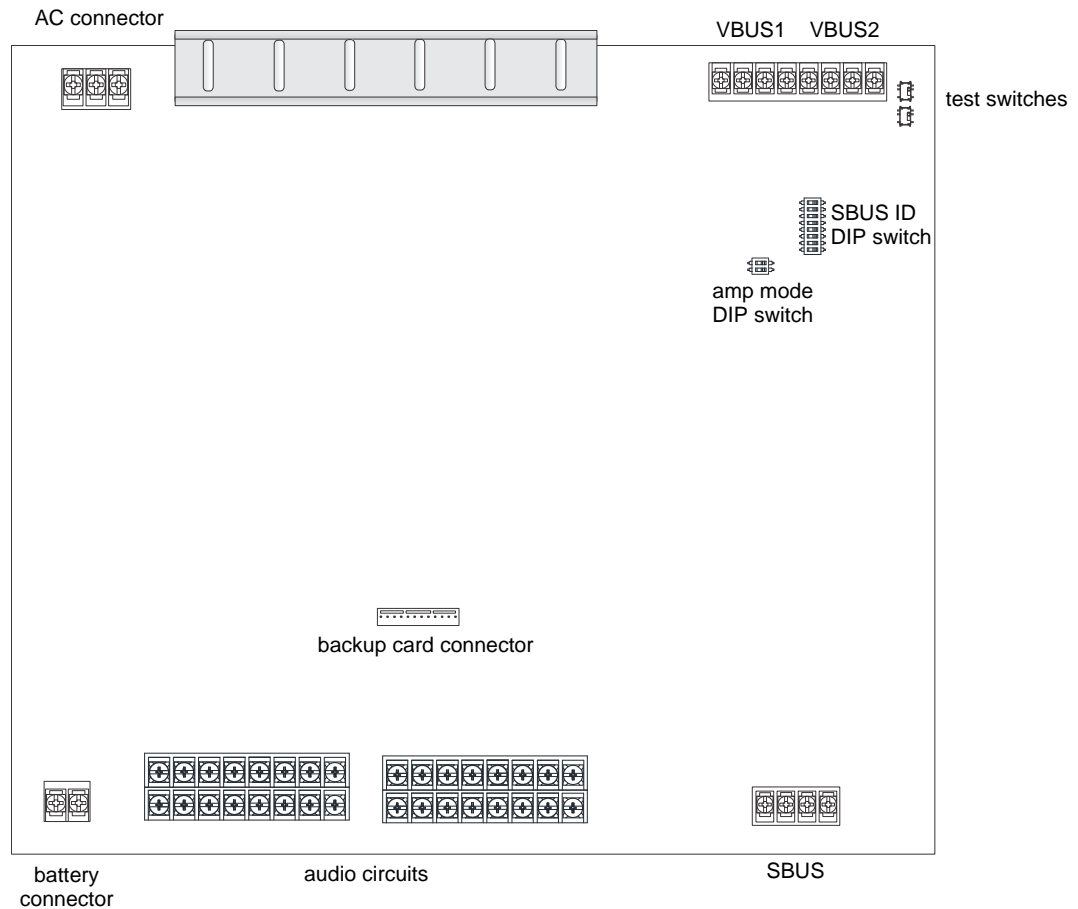 AC connector
VBUS1 VBUS2
test switches
SBUS ID
DIP switch
amp mode
DIP switch
backup card connector
battery
connector
audio circuits
SBUS